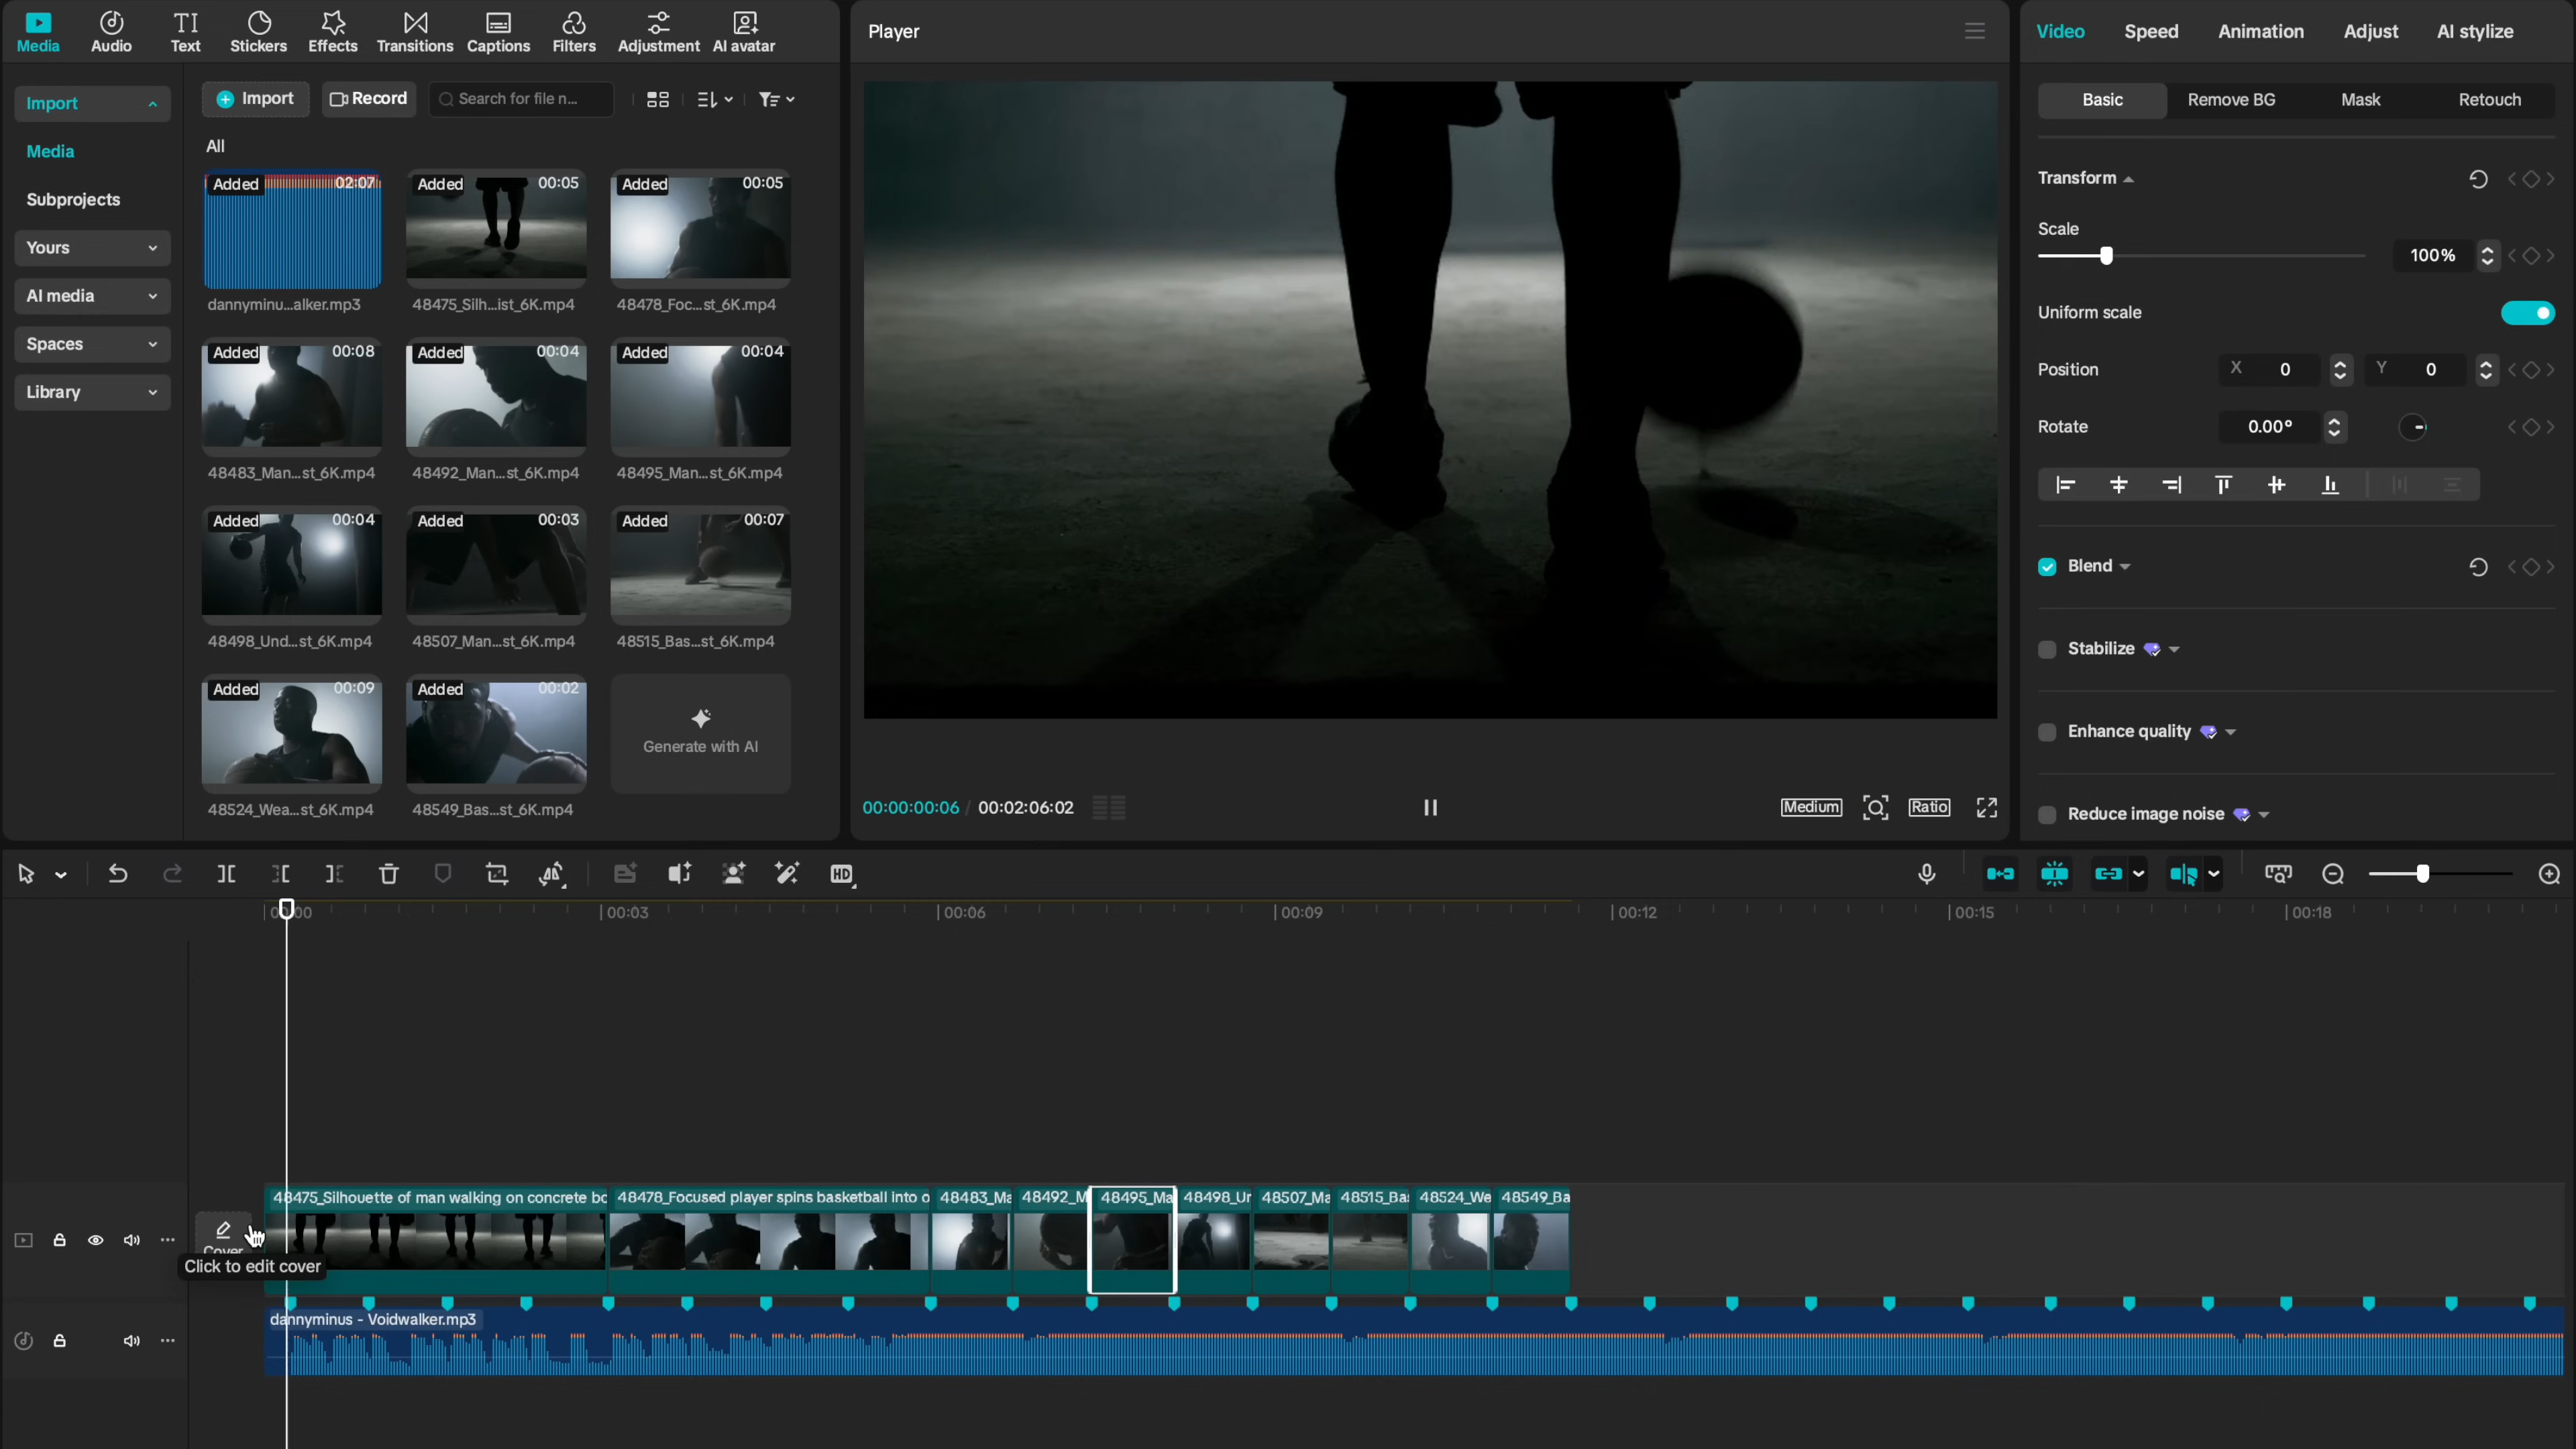 Media
Audio
Text
Stickers
Effects
Transitions
Captions
Filters
Adjustment
AI avatar
Import
Media
Subprojects
Yours
AI media
Spaces
Library
Import
Record
Search for file n...
All
Added 02:07
dannyminu...alker.mp3
Added 00:05
48475_Silh...ist_6K.mp4
Added 00:05
48478_Foc...st_6K.mp4
Added 00:08
48483_Man...st_6K.mp4
Added 00:04
48492_Man...st_6K.mp4
Added 00:04
48495_Man...st_6K.mp4
Added 00:04
48498_Und...st_6K.mp4
Added 00:03
48507_Man...st_6K.mp4
Added 00:07
48515_Bas...st_6K.mp4
Added 00:09
48524_Wea...st_6K.mp4
Added 00:02
48549_Bas...st_6K.mp4
Generate with AI
Player
00:00:00:06 / 00:02:06:02
Medium
Ratio
Video
Speed
Animation
Adjust
AI stylize
Basic
Remove BG
Mask
Retouch
Transform
Scale
100%
Uniform scale
Position
X 0
Y 0
Rotate
0.00°
Blend
Stabilize
Enhance quality
Reduce image noise
HD
00:00
00:03
00:06
00:09
00:12
00:15
00:18
48475_Silhouette of man walking on concrete bo
48478_Focused player spins basketball into o
48483_Ma
48492_M
48495_Ma
48498_Ur
48507_Ma
48515_Ba
48524_We
48549_Ba
Cover
Click to edit cover
dannyminus - Voidwalker.mp3